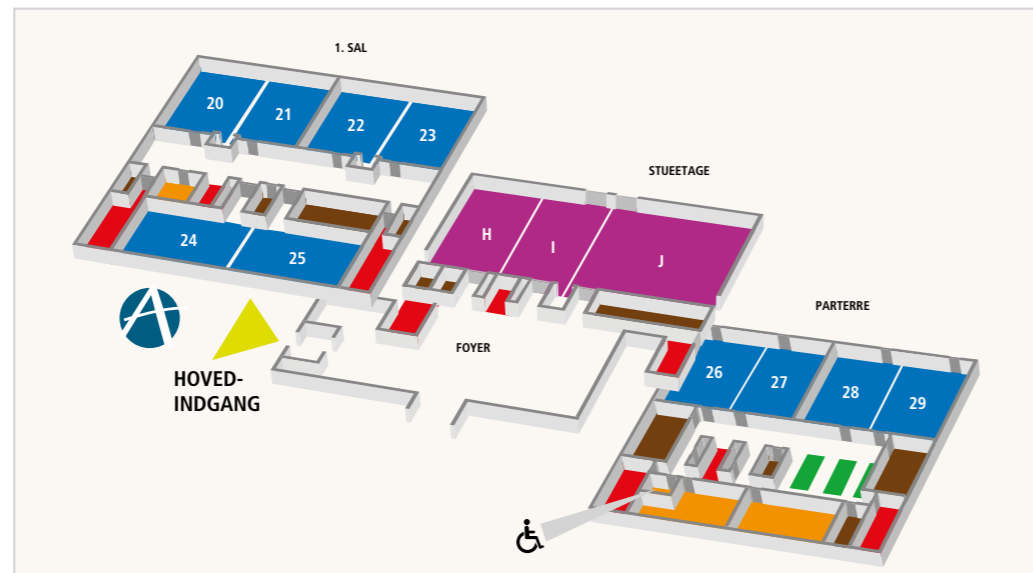 1. SAL
20
21
22
23
24
25
STUEETAGE
H
I
J
FOYER
HOVED-
INDGANG
PARTERRE
26
27
28
29